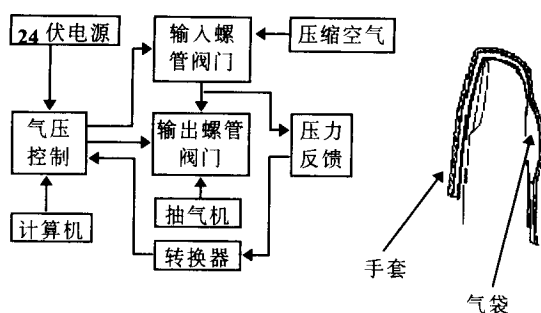 24伏电源
输入螺
管阀门
压缩空气
气压
控制
输出螺管
阀门
压力
反馈
计算机
抽气机
转换器
手套
气袋